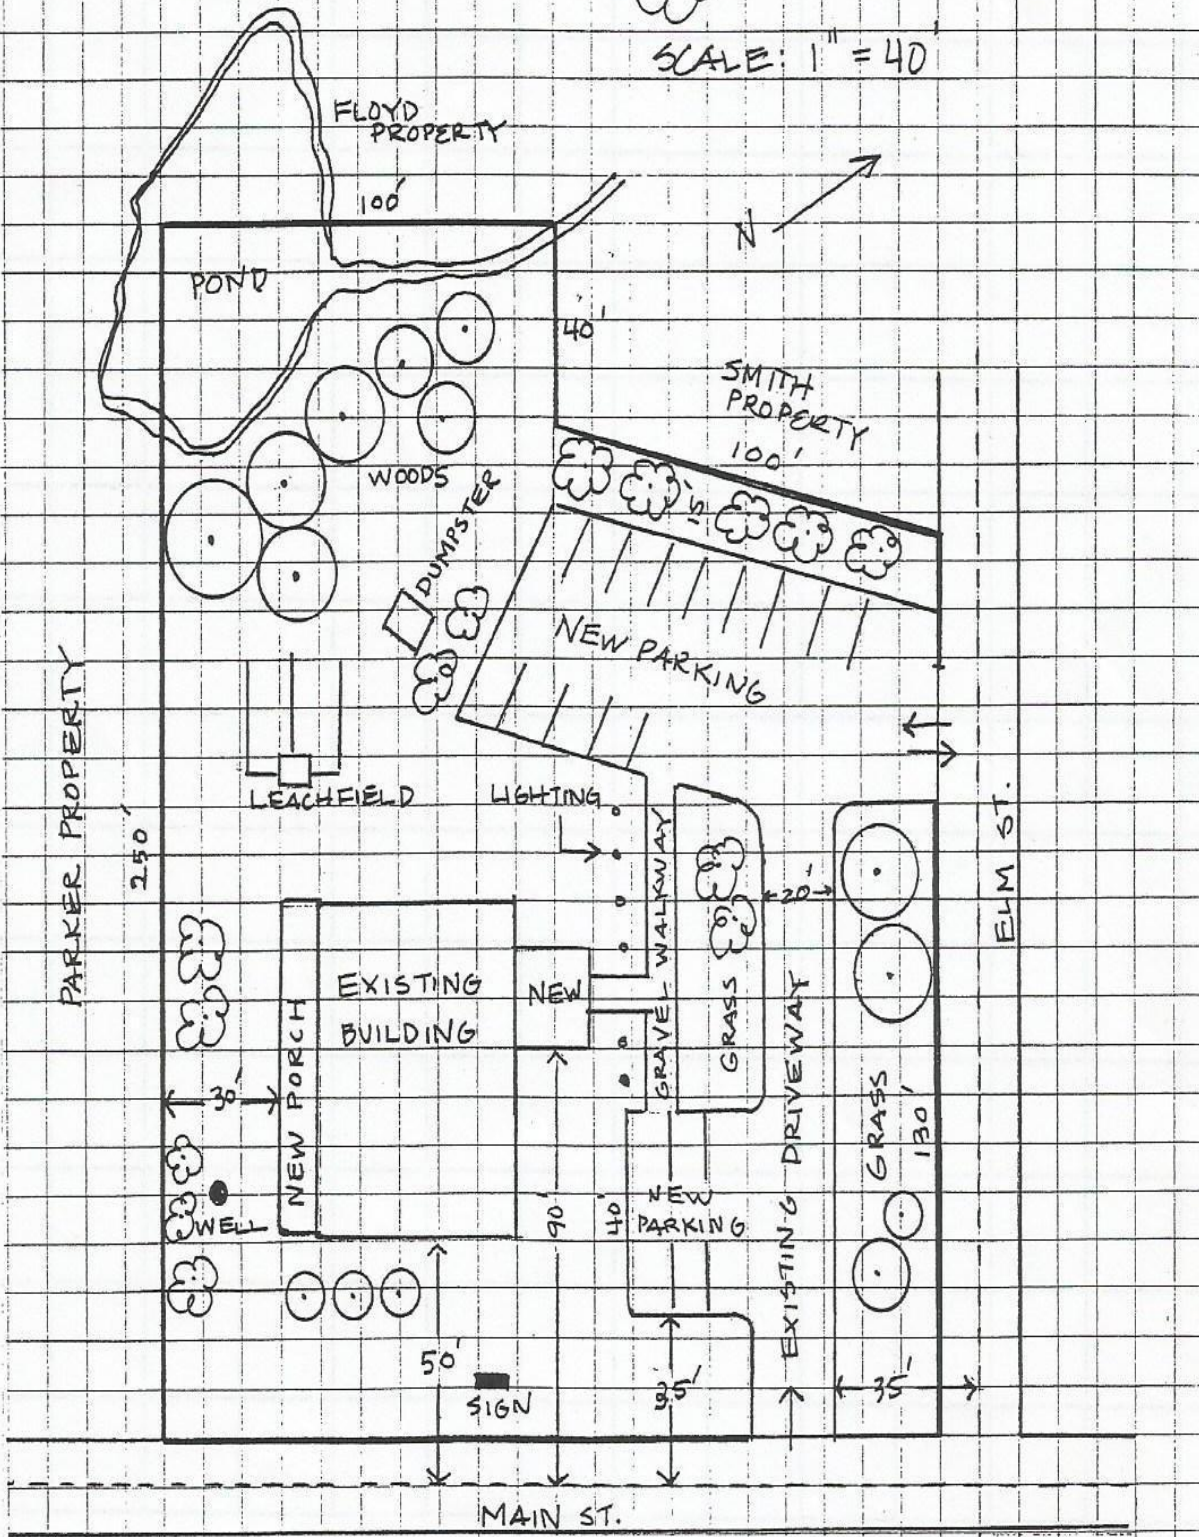 SCALE: 1" = 40'
FLOYD
PROPERTY
100'
N
POND
40'
SMITH
PROPERTY
100'
WOODS
15'
DUMPSTER
NEW PARKING
PARKER PROPERTY
250'
LEACHFIELD
LIGHTING
GRAVEL WALKWAY
20'
ELM ST.
EXISTING
BUILDING
NEW
GRASS
EXISTING DRIVEWAY
GRASS
130'
30'
NEW PORCH
WELL
90'
40'
NEW
PARKING
50'
SIGN
35'
35'
MAIN ST.